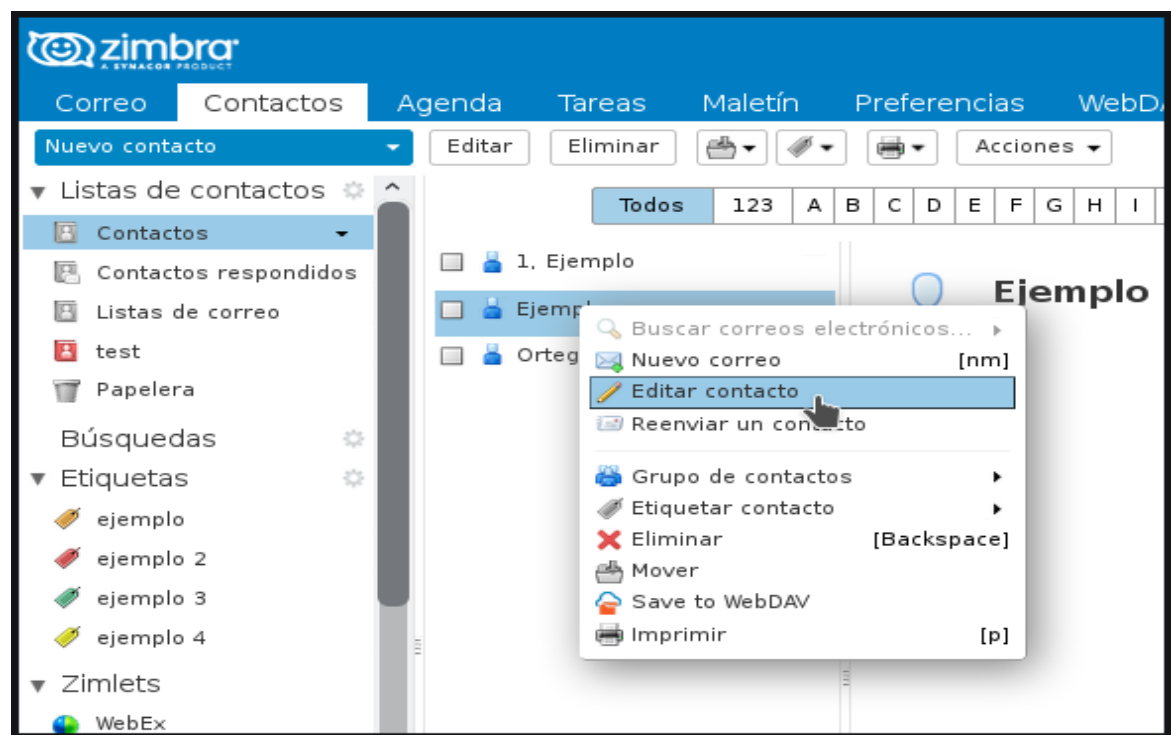 zimbra
A SYNACOR PRODUCT
Correo Contactos Agenda Tareas Maletín Preferencias
Nuevo contacto Editar Eliminar Acciones
Listas de contactos
Todos 123 A B C D E F G H I
Contactos
Contactos respondidos
Listas de correo
test
Papelera
Búsquedas
Etiquetas
ejemplo
ejemplo 2
ejemplo 3
ejemplo 4
Zimlets
WebEx
1, Ejemplo
Ejemplo
Buscar correos electrónicos...
Nuevo correo [nm]
Editar contacto
Reenviar un contacto
Grupo de contactos
Etiquetar contacto
Eliminar [Backspace]
Mover
Save to WebDAV
Imprimir [p]